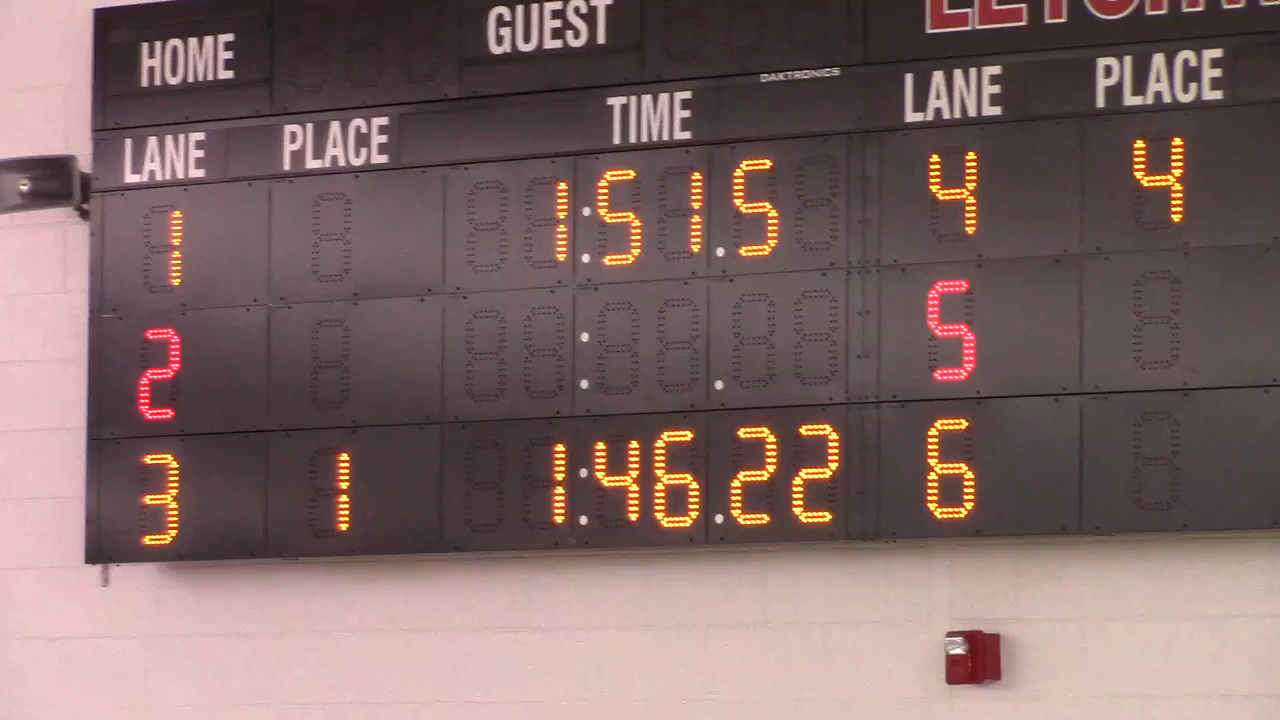 HOME GUEST
DAKTRONICS
LANE PLACE TIME LANE PLACE
1 1:51.5 4 4
2 5
3 1 1:46.22 6